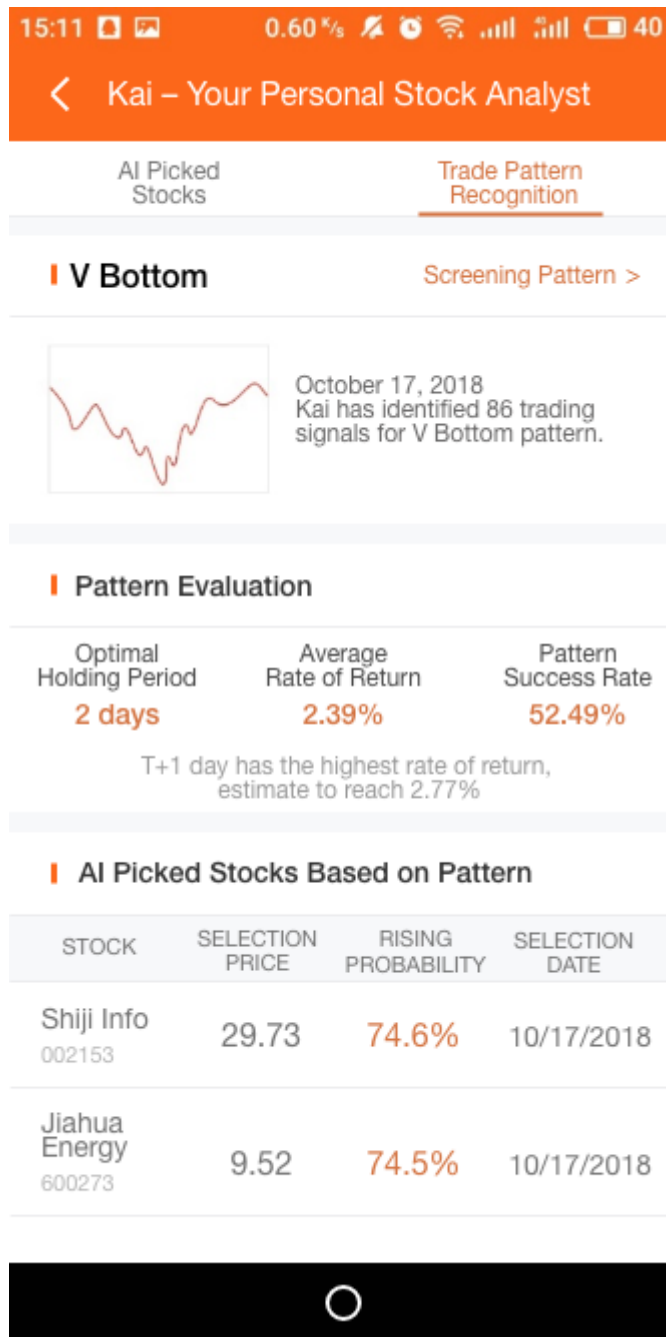 15:11 0.60 K/s 40
Kai – Your Personal Stock Analyst
AI Picked Stocks
Trade Pattern Recognition
V Bottom
Screening Pattern >
October 17, 2018
Kai has identified 86 trading
signals for V Bottom pattern.
Pattern Evaluation
Optimal Holding Period
Average Rate of Return
Pattern Success Rate
2 days 2.39% 52.49%
T+1 day has the highest rate of return,
estimate to reach 2.77%
AI Picked Stocks Based on Pattern
STOCK
SELECTION PRICE
RISING PROBABILITY
SELECTION DATE
Shiji Info
002153
29.73 74.6% 10/17/2018
Jiahua
Energy
600273
9.52 74.5% 10/17/2018